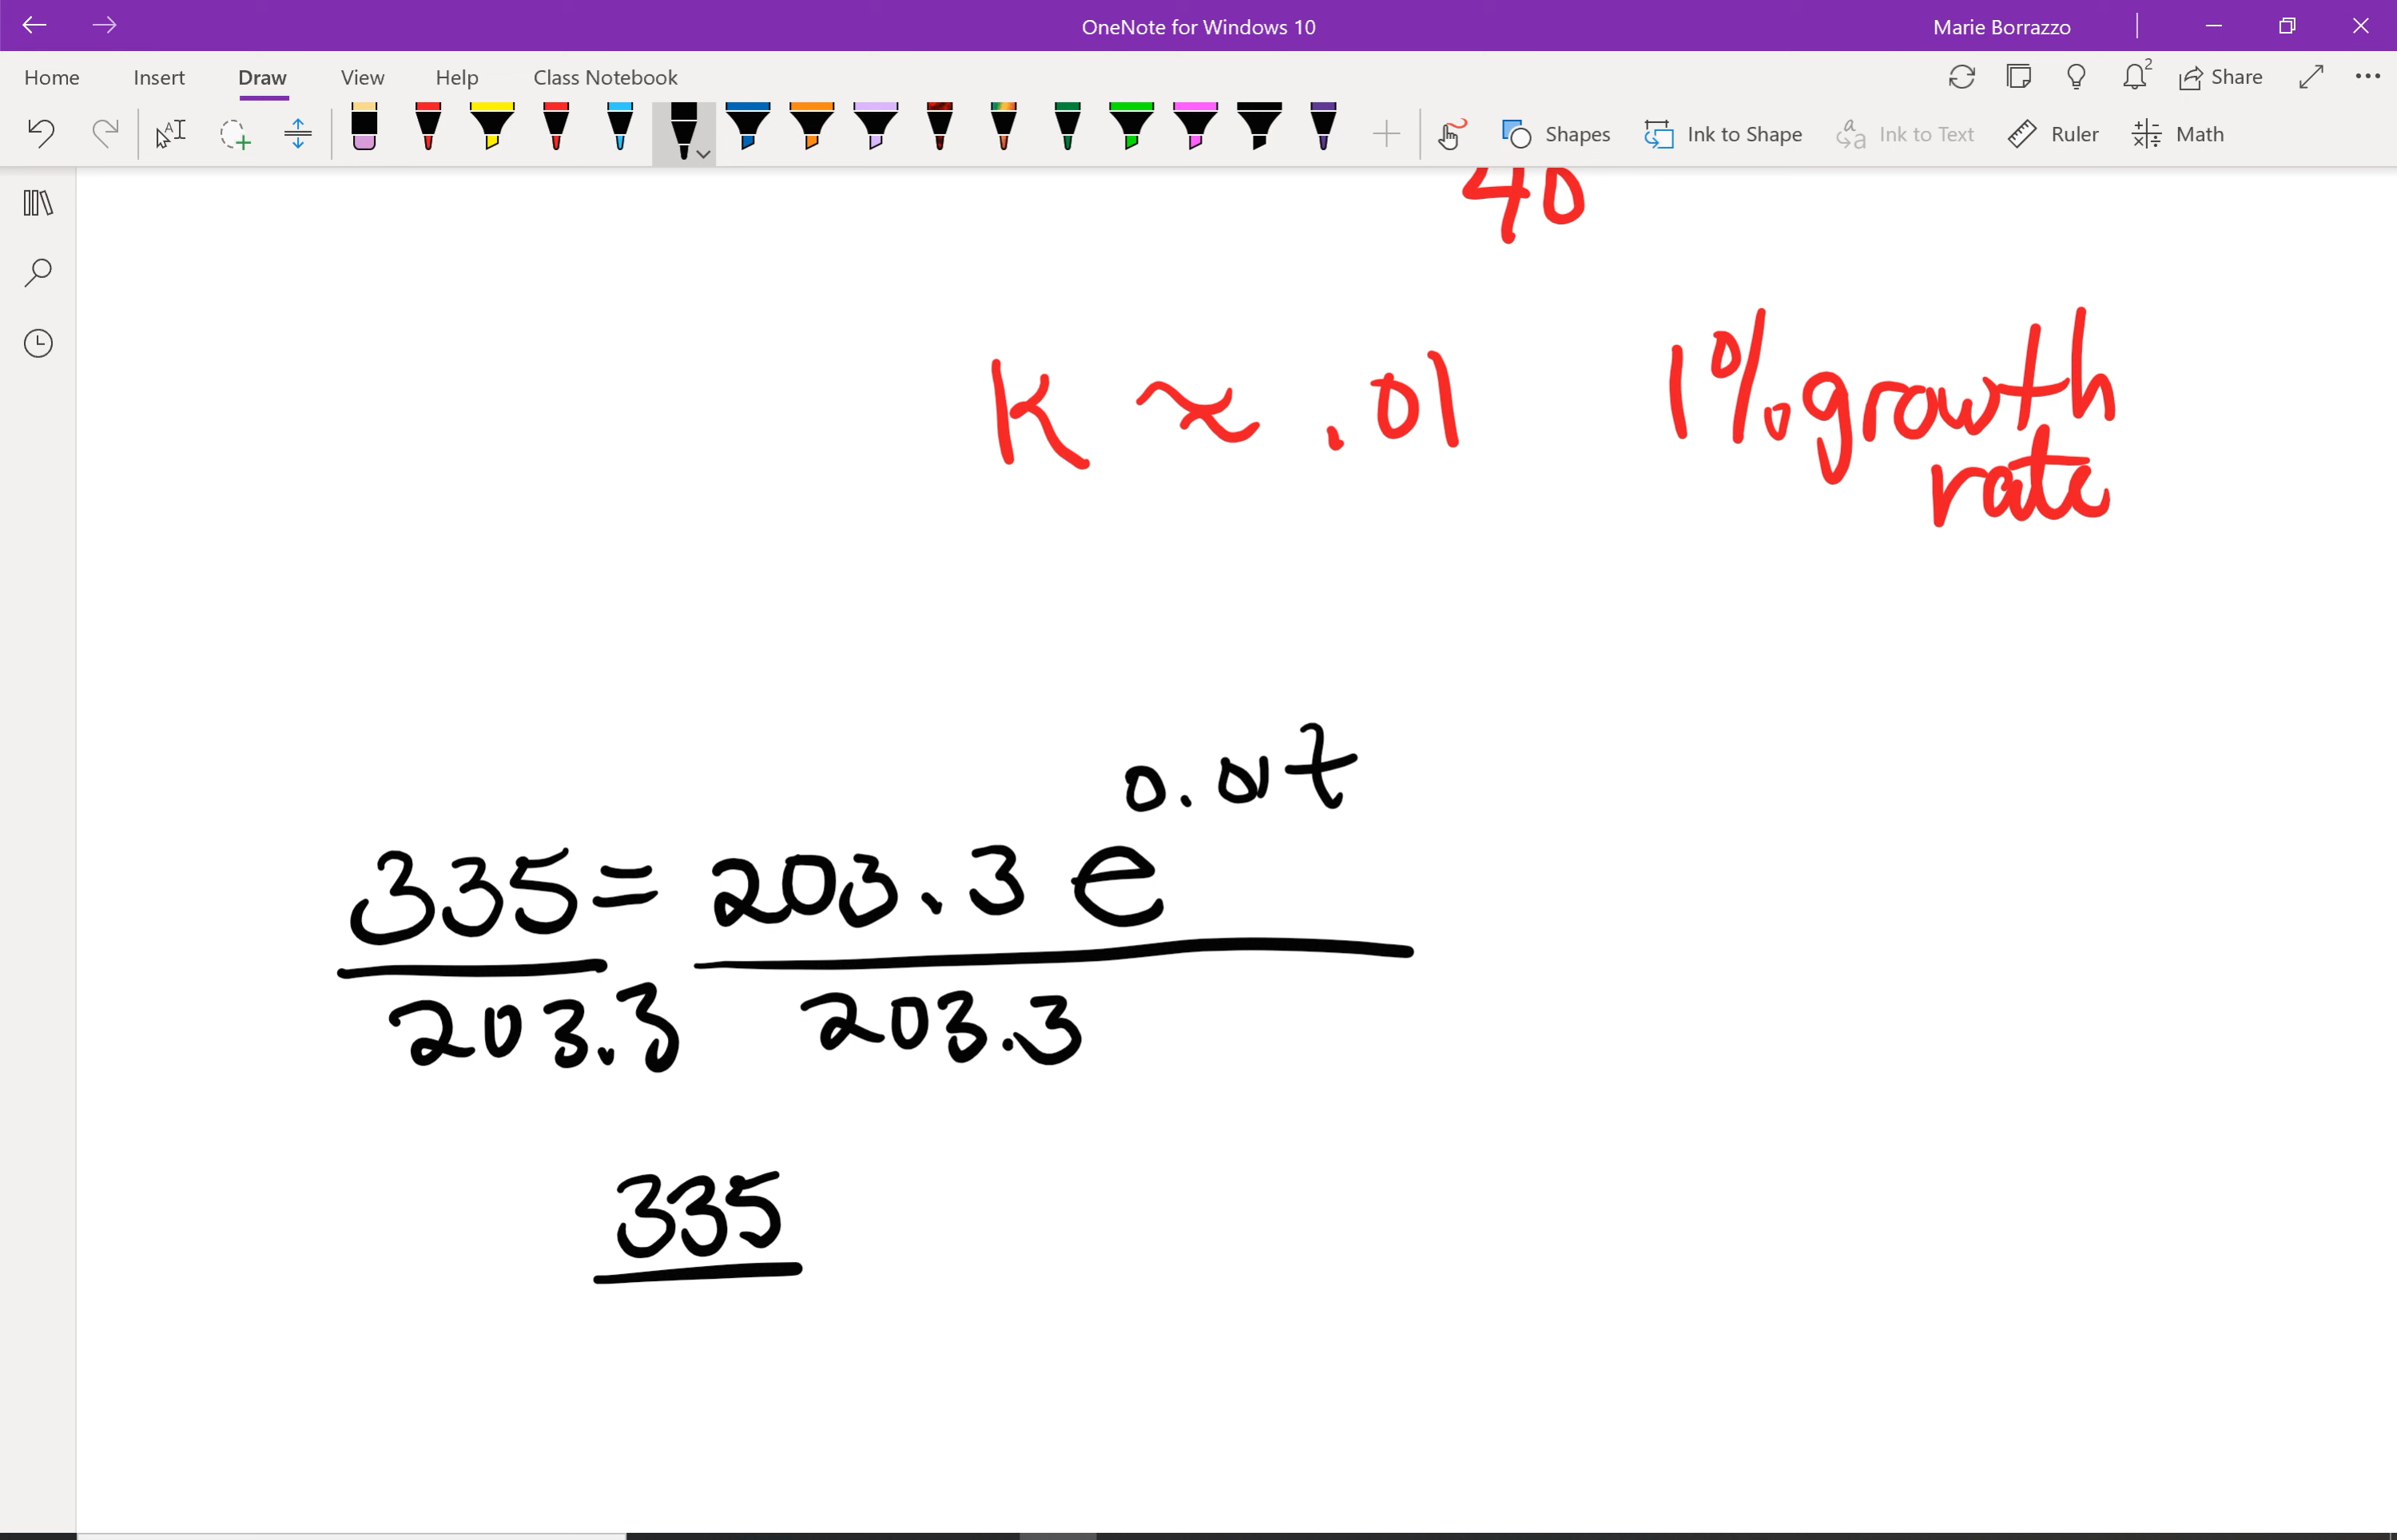 OneNote for Windows 10
Marie Borrazzo
Home Insert Draw View Help Class Notebook
2 Share
Shapes Ink to Shape Ink to Text Ruler Math
40
K ≈ .01 1% growth
rate
0.01t
335 = 203.3 e
203.3 203.3
335